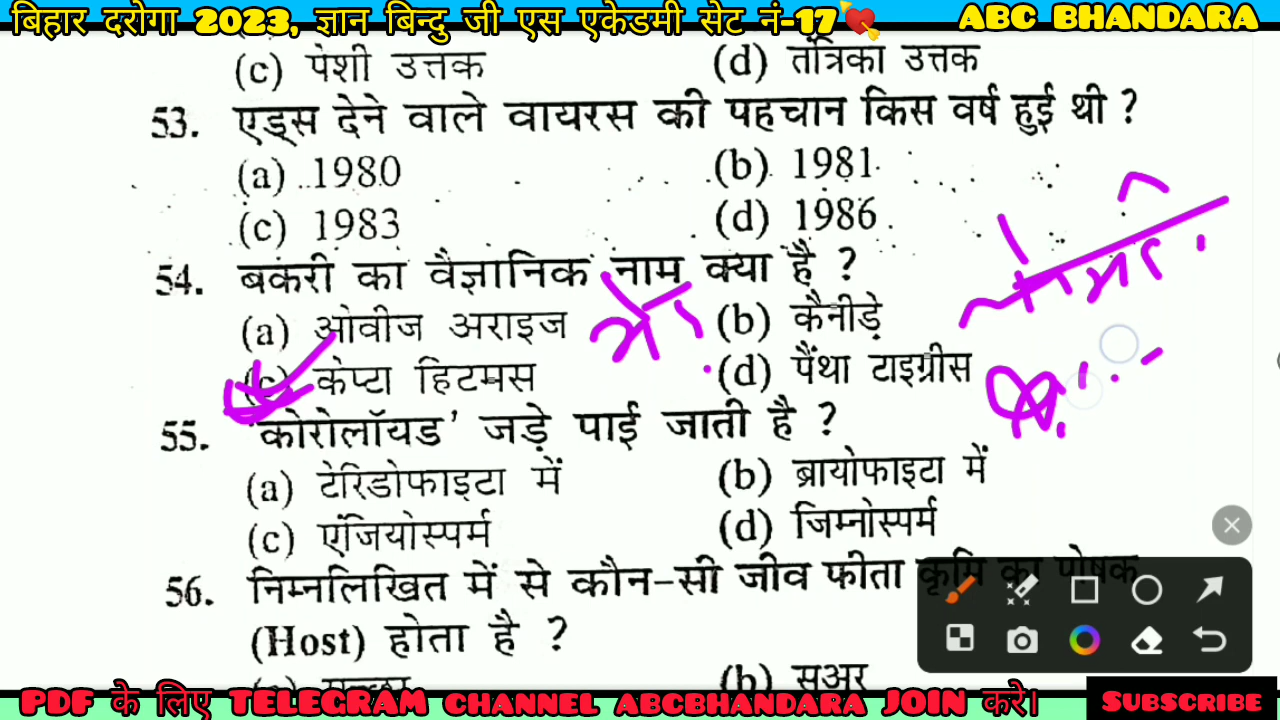 बिहार दरोगा 2023, ज्ञान बिन्दु जी एस एकेडमी सेट नं-17 ABC BHANDARA
(c) पेशी उत्तक (d) तंत्रिका उत्तक
53. एड्स देने वाले वायरस की पहचान किस वर्ष हुई थी ?
(a) 1980 (b) 1981
(c) 1983 (d) 1986
54. बकरी का वैज्ञानिक नाम क्या है ?
(a) ओवीज अराइज (b) कैनीड़े
(c) केप्टा हिटमस (d) पैंथा टाइग्रीस
55. 'कोरोलॉयड' जड़े पाई जाती है ?
(a) टेरिडोफाइटा में (b) ब्रायोफाइटा में
(c) एंजियोस्पर्म (d) जिम्नोस्पर्म
56. निम्नलिखित में से कौन-सी जीव फीता कृमि का पोषक
(Host) होता है ?
(b) सूअर
PDF के लिए TELEGRAM CHANNEL ABCBHANDARA JOIN करे। SUBSCRIBE